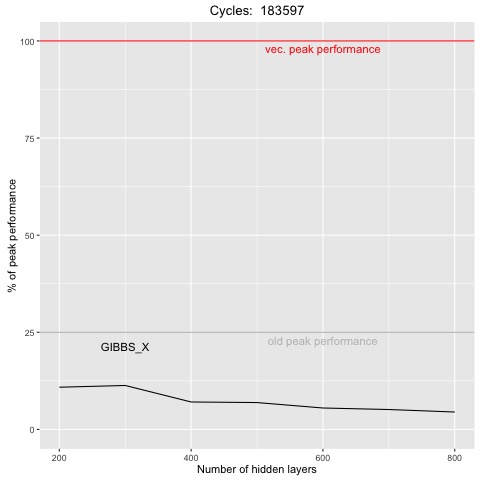 Cycles:  183597
100
vec. peak performance
75
% of peak performance
50
25
old peak performance
GIBBS_X
0
200
400
600
800
Number of hidden layers